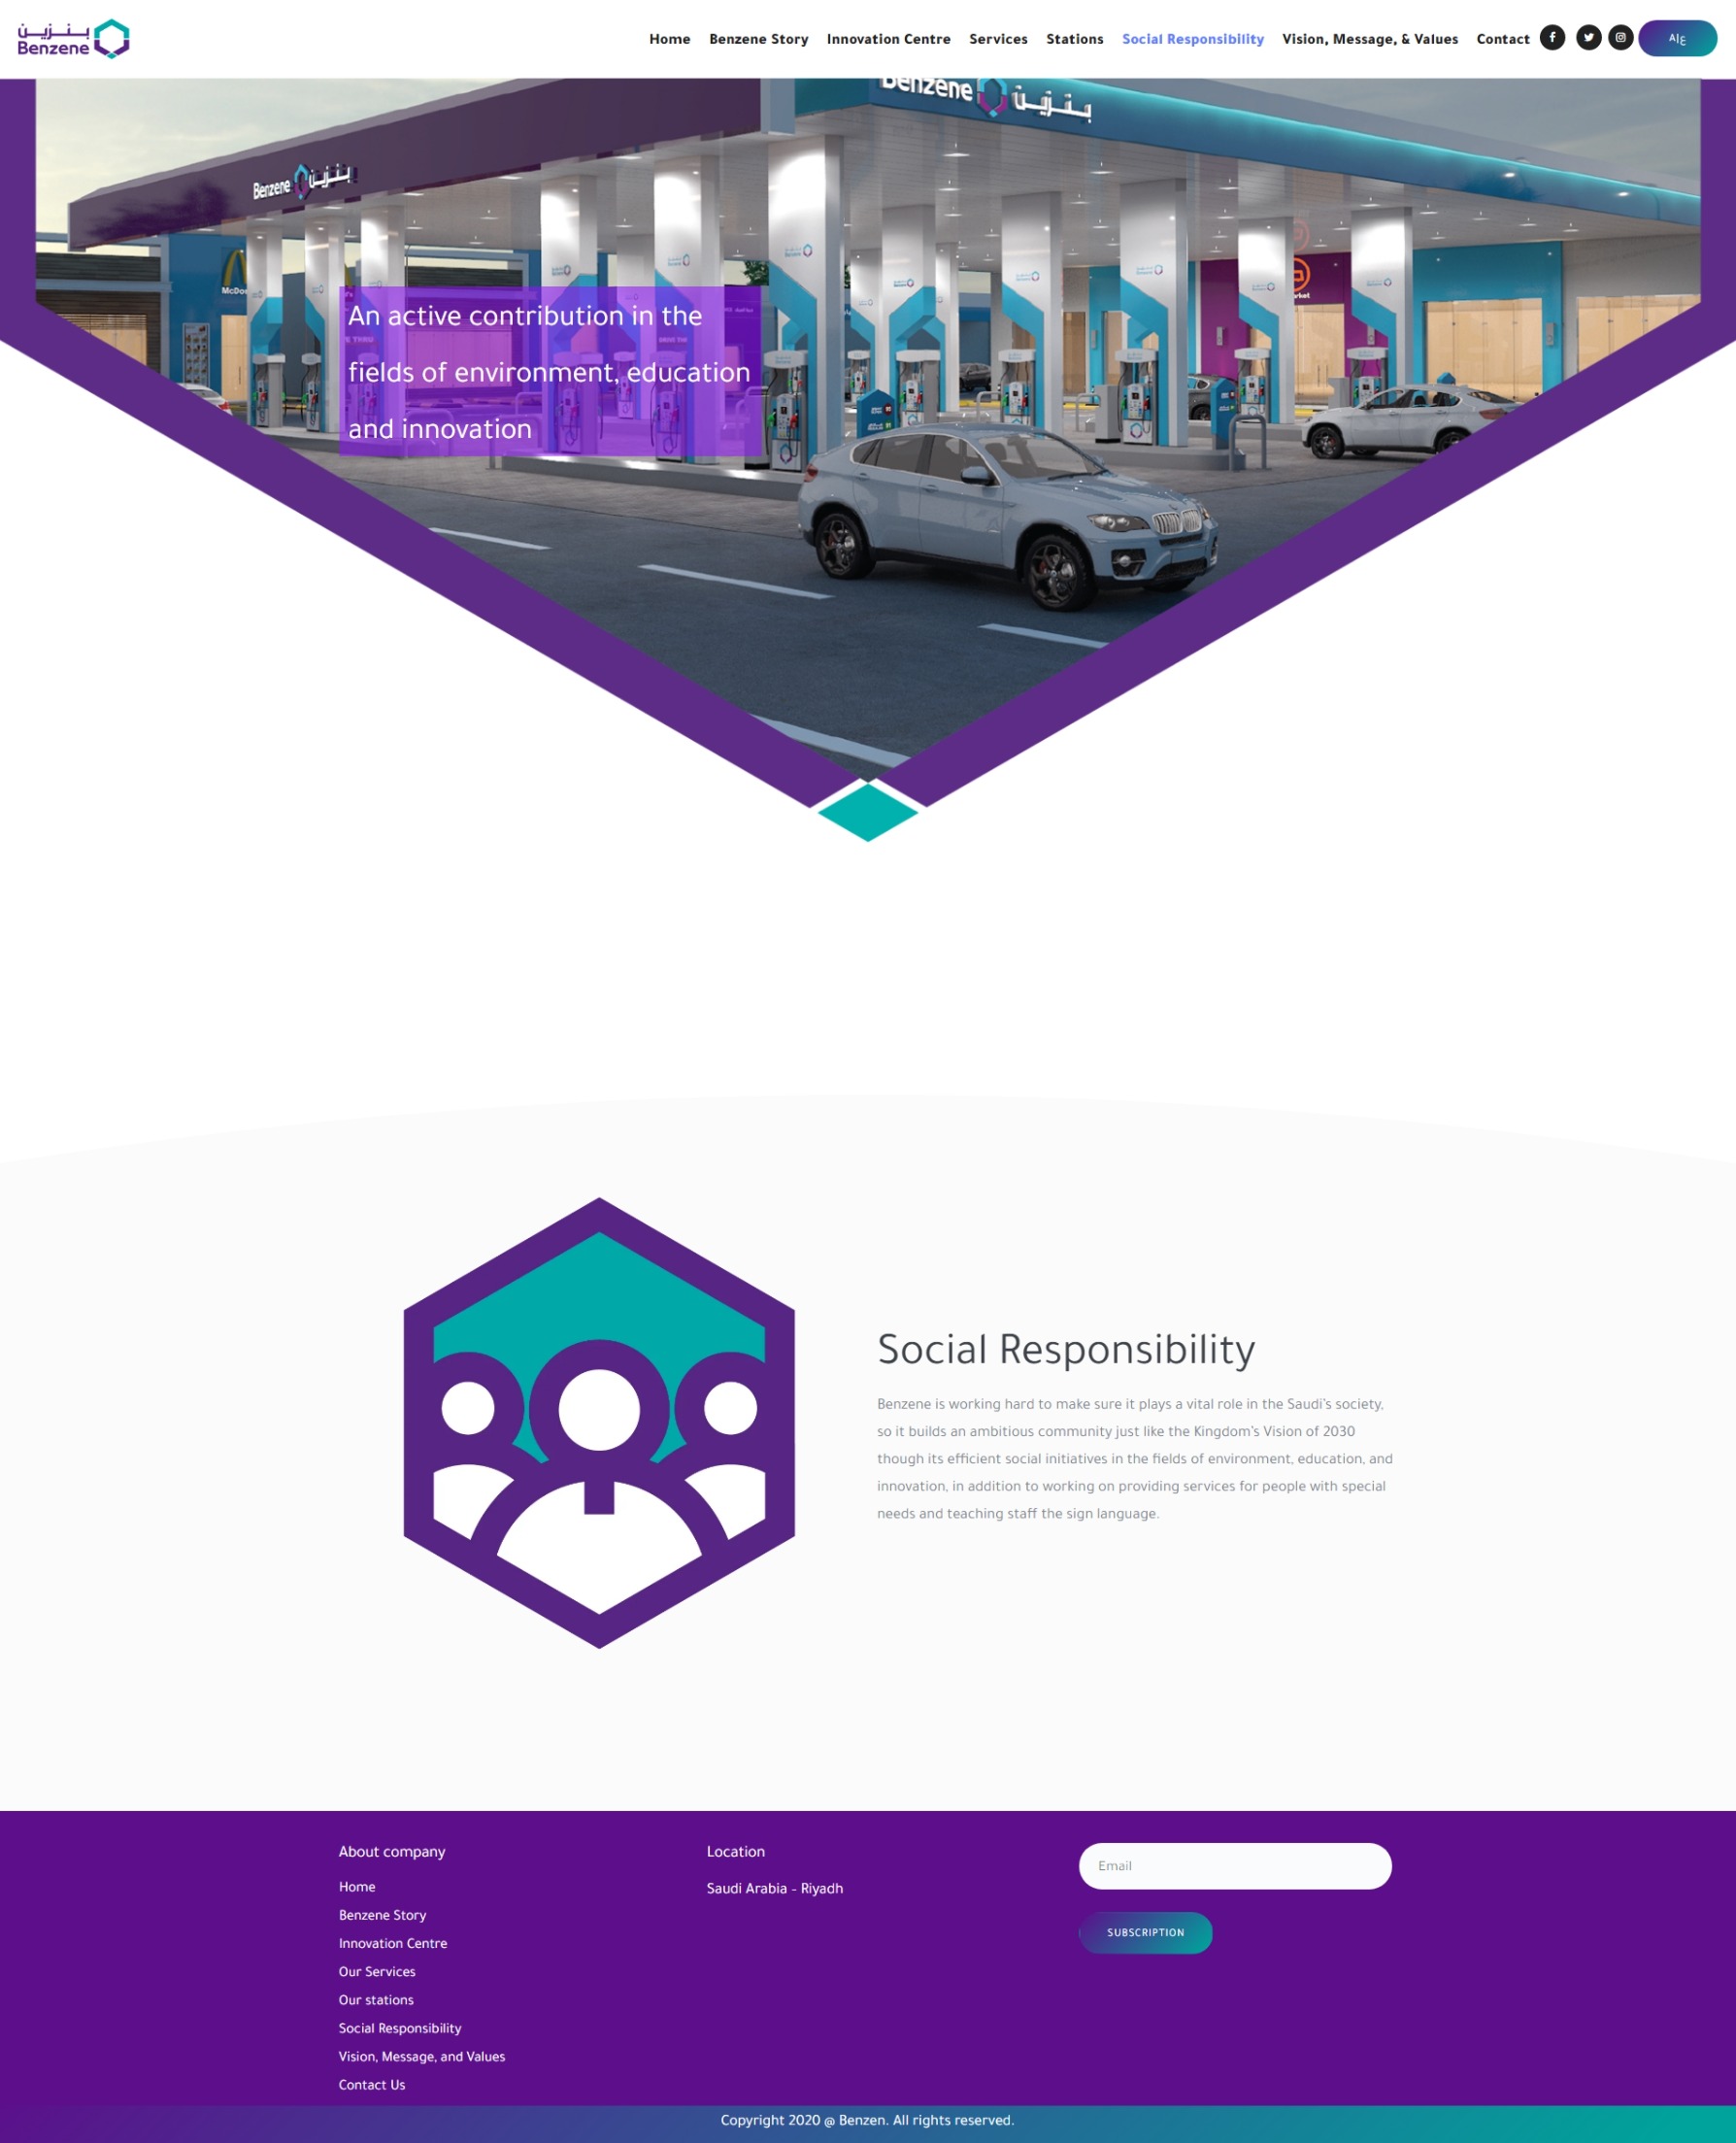 بنزين
Benzene
Home Benzene Story Innovation Centre Services Stations Social Responsibility Vision, Message, & Values Contact
Benzene بنزين
Benzene بنزين
An active contribution in the
fields of environment, education
and innovation
Social Responsibility
Benzene is working hard to make sure it plays a vital role in the Saudi's society,
so it builds an ambitious community just like the Kingdom's Vision of 2030
though its efficient social initiatives in the fields of environment, education, and
innovation, in addition to working on providing services for people with special
needs and teaching staff the sign language.
About company
Home
Benzene Story
Innovation Centre
Our Services
Our stations
Social Responsibility
Vision, Message, and Values
Contact Us
Location
Saudi Arabia - Riyadh
Email
SUBSCRIPTION
Copyright 2020 @ Benzen. All rights reserved.